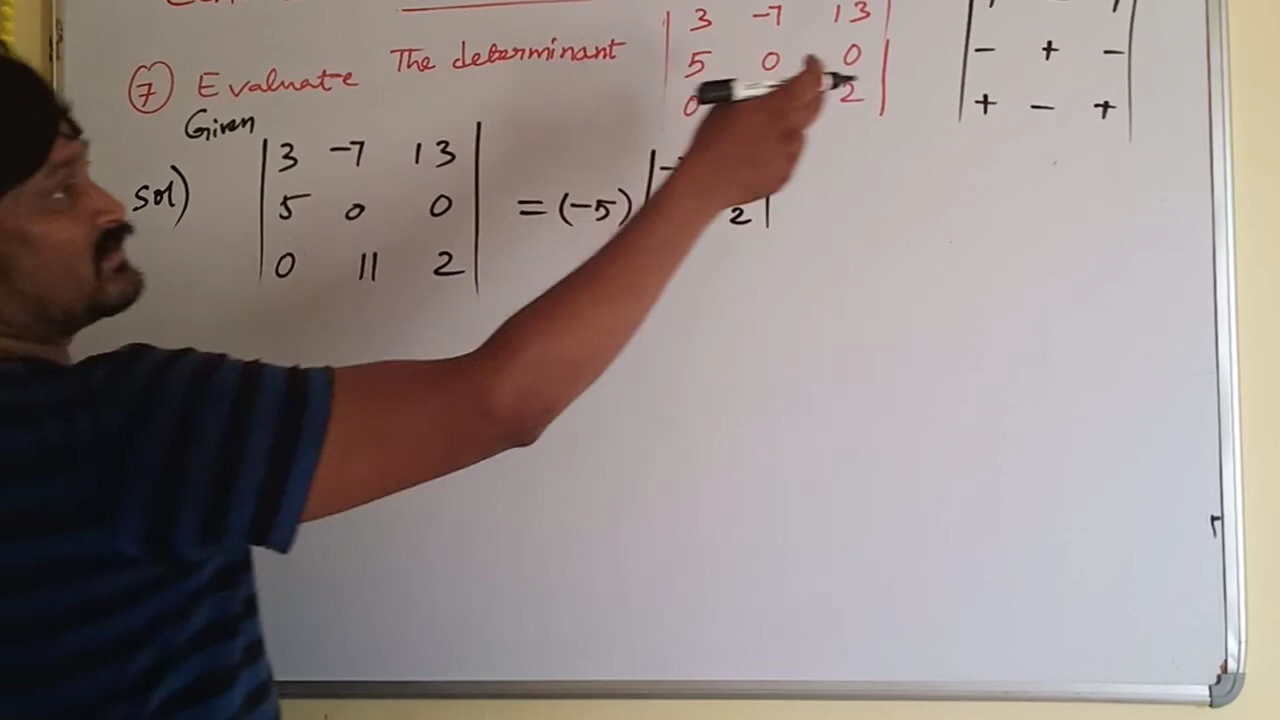 3 -7 13
⑦ Evaluate The determinant 5 0 0
0 2
- + -
+ - +
Given
sol) | 3 -7 13 |
| 5 0 0 | = (-5) | 2 |
| 0 11 2 |